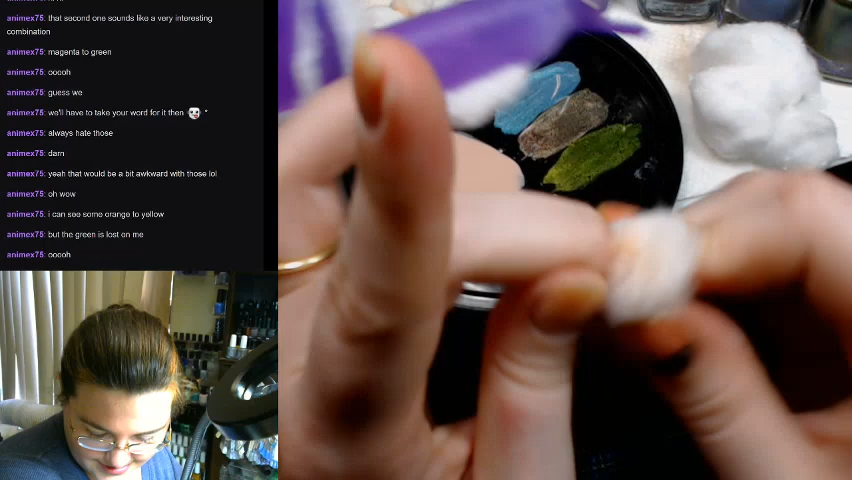 animex75: that second one sounds like a very interesting
combination
animex75: magenta to green
animex75: ooooh
animex75: guess we
animex75: we'll have to take your word for it then
animex75: always hate those
animex75: darn
animex75: yeah that would be a bit awkward with those lol
animex75: oh wow
animex75: i can see some orange to yellow
animex75: but the green is lost on me
animex75: ooooh